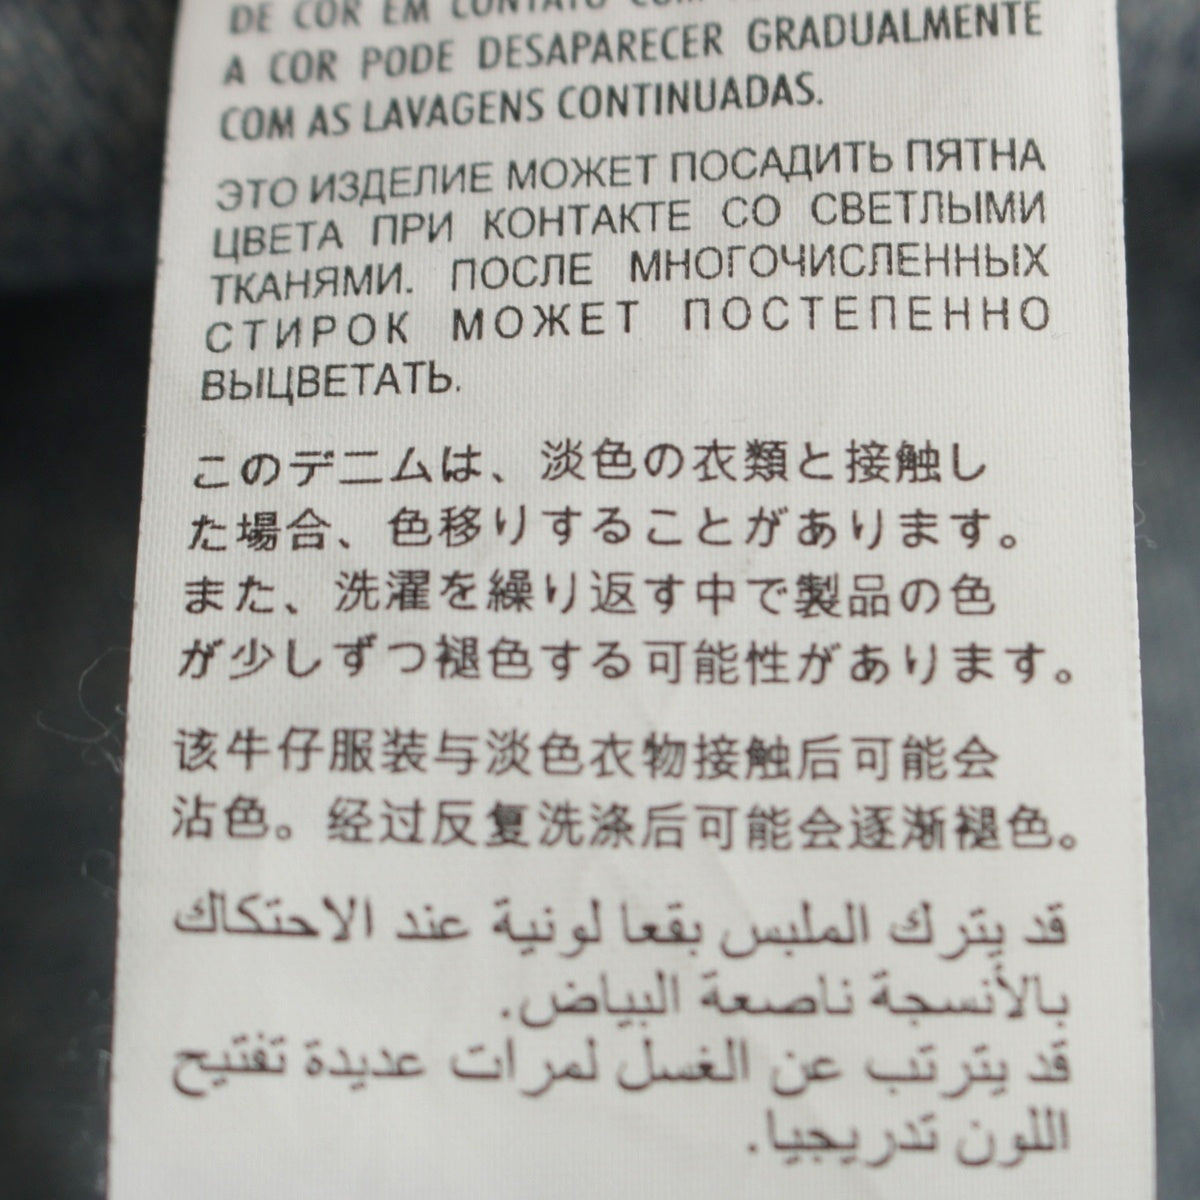 DE COR EM CONTATO COM
A COR PODE DESAPARECER GRADUALMENTE
COM AS LAVAGENS CONTINUADAS.
ЭТО ИЗДЕЛИЕ МОЖЕТ ПОСАДИТЬ ПЯТНА
ЦВЕТА ПРИ КОНТАКТЕ СО СВЕТЛЫМИ
ТКАНЯМИ. ПОСЛЕ МНОГОЧИСЛЕННЫХ
СТИРОК МОЖЕТ ПОСТЕПЕННО
ВЫЦВЕТАТЬ.
このデニムは、淡色の衣類と接触し
た場合、色移りすることがあります。
また、洗濯を繰り返す中で製品の色
が少しずつ褪色する可能性があります。
该牛仔服装与淡色衣物接触后可能会
沾色。经过反复洗涤后可能会逐渐褪色。
قد يترك الملبس بقعا لونية عند الاحتكاك
بالأنسجة ناصعة البياض.
قد يترتب عن الغسل لمرات عديدة تفتيح
اللون تدريجيا.